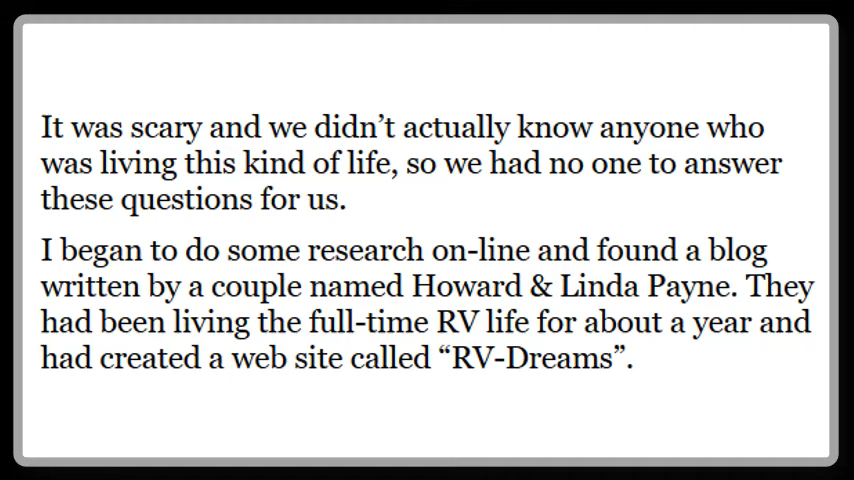 It was scary and we didn’t actually know anyone who
was living this kind of life, so we had no one to answer
these questions for us.
I began to do some research on-line and found a blog
written by a couple named Howard & Linda Payne. They
had been living the full-time RV life for about a year and
had created a web site called “RV-Dreams”.